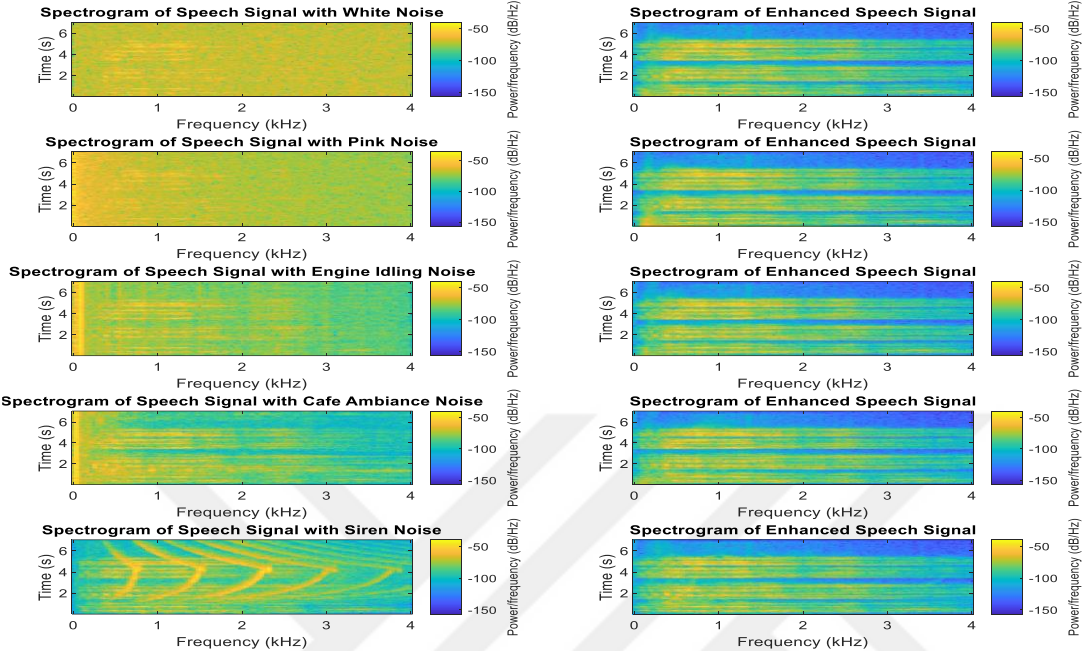 Spectrogram of Speech Signal with White Noise
6
4
2
Time (s)
0 1 2 3 4
Frequency (kHz)
-50
-100
-150
Power/frequency (dB/Hz)
Spectrogram of Enhanced Speech Signal
6
4
2
Time (s)
0 1 2 3 4
Frequency (kHz)
-50
-100
-150
Power/frequency (dB/Hz)
Spectrogram of Speech Signal with Pink Noise
6
4
2
Time (s)
0 1 2 3 4
Frequency (kHz)
-50
-100
-150
Power/frequency (dB/Hz)
Spectrogram of Enhanced Speech Signal
6
4
2
Time (s)
0 1 2 3 4
Frequency (kHz)
-50
-100
-150
Power/frequency (dB/Hz)
Spectrogram of Speech Signal with Engine Idling Noise
6
4
2
Time (s)
0 1 2 3 4
Frequency (kHz)
-50
-100
-150
Power/frequency (dB/Hz)
Spectrogram of Enhanced Speech Signal
6
4
2
Time (s)
0 1 2 3 4
Frequency (kHz)
-50
-100
-150
Power/frequency (dB/Hz)
Spectrogram of Speech Signal with Cafe Ambiance Noise
6
4
2
Time (s)
0 1 2 3 4
Frequency (kHz)
-50
-100
-150
Power/frequency (dB/Hz)
Spectrogram of Enhanced Speech Signal
6
4
2
Time (s)
0 1 2 3 4
Frequency (kHz)
-50
-100
-150
Power/frequency (dB/Hz)
Spectrogram of Speech Signal with Siren Noise
6
4
2
Time (s)
0 1 2 3 4
Frequency (kHz)
-50
-100
-150
Power/frequency (dB/Hz)
Spectrogram of Enhanced Speech Signal
6
4
2
Time (s)
0 1 2 3 4
Frequency (kHz)
-50
-100
-150
Power/frequency (dB/Hz)